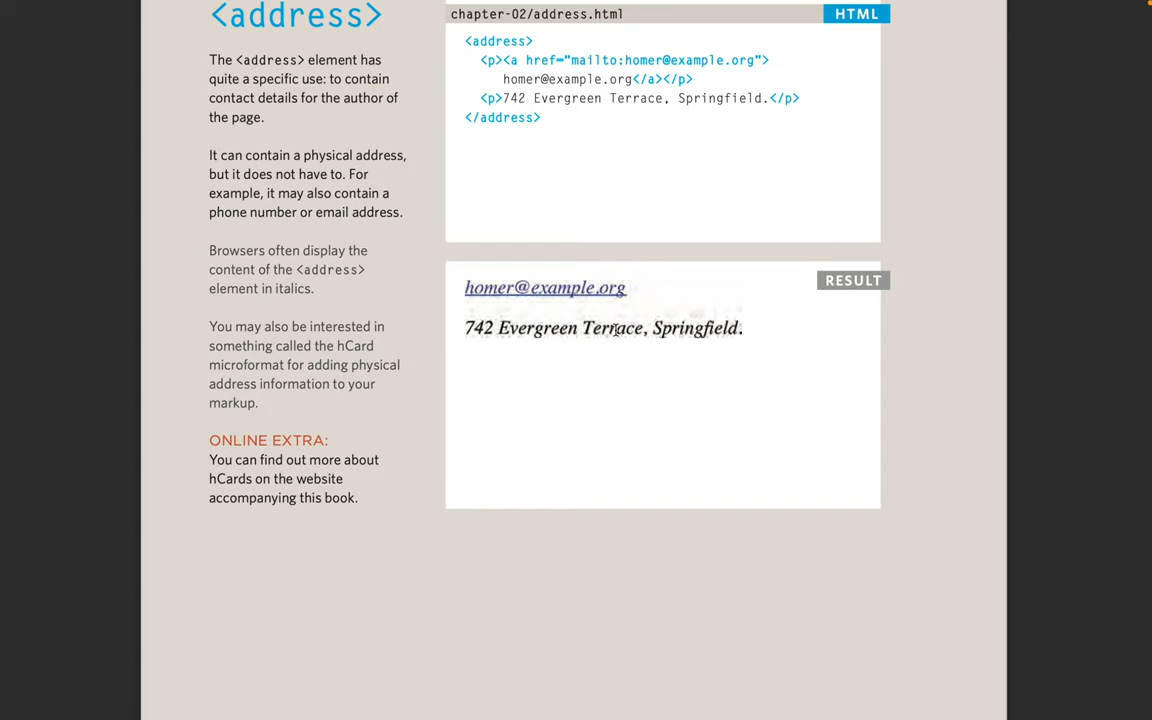 <address>
The <address> element has
quite a specific use: to contain
contact details for the author of
the page.
It can contain a physical address,
but it does not have to. For
example, it may also contain a
phone number or email address.
Browsers often display the
content of the <address>
element in italics.
You may also be interested in
something called the hCard
microformat for adding physical
address information to your
markup.
ONLINE EXTRA:
You can find out more about
hCards on the website
accompanying this book.
chapter-02/address.html
HTML
<address>
<p><a href="mailto:homer@example.org">
homer@example.org</a></p>
<p>742 Evergreen Terrace, Springfield.</p>
</address>
RESULT
homer@example.org
742 Evergreen Terrace, Springfield.